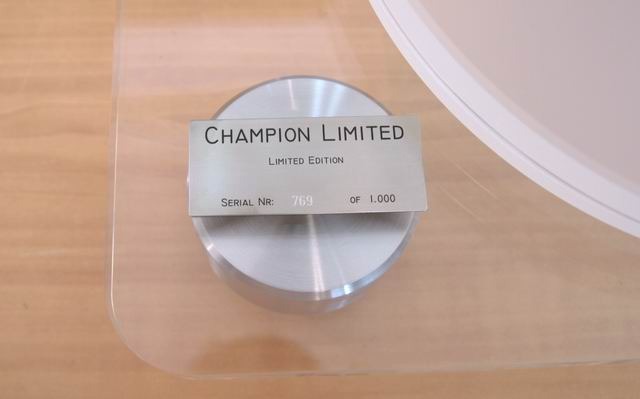 CHAMPION LIMITED
LIMITED EDITION
SERIAL NR: 769 OF 1.000